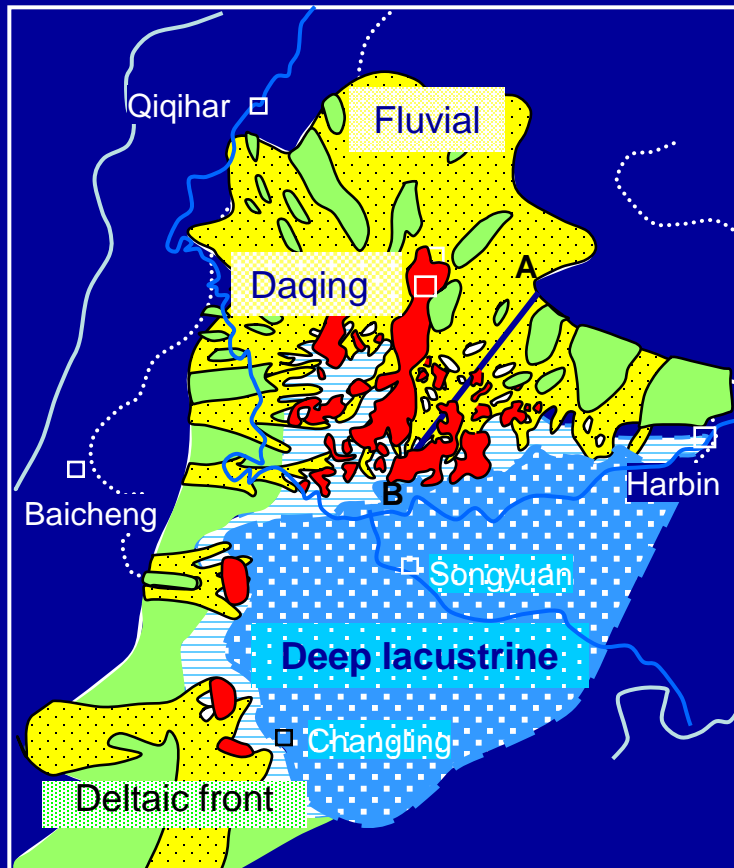 Qiqihar
Fluvial
A
Daqing
B
Harbin
Baicheng
Songyuan
Deep lacustrine
Changling
Deltaic front